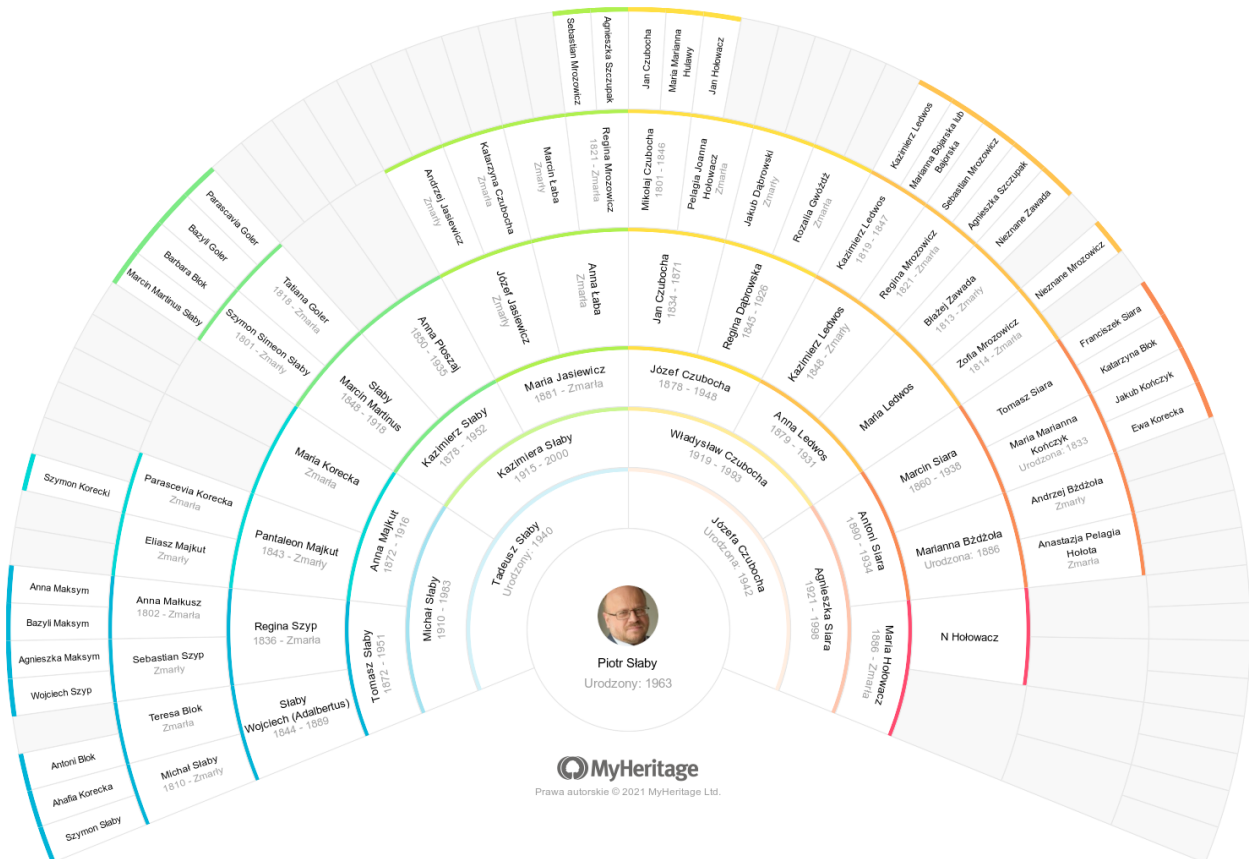 Sebastian Mrozowicz
Agnieszka Szczupak
Jan Czubocha
Maria Marianna
Hulawy
Jan Hołowacz
Kazimierz Ledwos
Marianna Bojarska lub
Bajorska
Sebastian Mrozowicz
Agnieszka Szczupak
Nieznane Zawada
Nieznane Mrozowicz
Franciszek Siara
Katarzyna Błok
Jakub Kończyk
Ewa Korecka
Parascavia Goler
Bazyli Goler
Barbara Blok
Marcin Martinus Słaby
Szymon Korecki
Anna Maksym
Bazyli Maksym
Agnieszka Maksym
Wojciech Szyp
Antoni Blok
Ahafia Korecka
Szymon Słaby
Andrzej Jasiewicz
Zmarły
Katarzyna Czubocha
Zmarła
Marcin Łaba
Zmarły
Regina Mrozowicz
1821 - Zmarła
Mikołaj Czubocha
1801 - 1846
Pelagia Joanna
Hołowacz
Zmarła
Jakub Dąbrowski
Zmarły
Rozalia Gwóźdź
Zmarła
Kazimierz Ledwos
1819 - 1847
Regina Mrozowicz
1821 - Zmarła
Błażej Zawada
1813 - Zmarły
Zofia Mrozowicz
1814 - Zmarła
Tomasz Siara
Maria Marianna
Kończyk
Urodzona: 1833
Andrzej Bździoła
Zmarły
Anastazja Pelagia
Hołota
Zmarła
Tatiana Goler
1818 - Zmarła
Szymon Simeon Słaby
1801 - Zmarły
Parascevia Korecka
Zmarła
Eliasz Majkut
Zmarły
Anna Małkusz
1802 - Zmarła
Sebastian Szyp
Zmarły
Teresa Blok
Zmarła
Michał Słaby
1810 - Zmarły
Józef Jasiewicz
Zmarły
Anna Łaba
Zmarła
Jan Czubocha
1834 - 1871
Regina Dąbrowska
1845 - 1926
Kazimierz Ledwos
1848 - Zmarły
Maria Ledwos
Marcin Siara
1860 - 1938
Marianna Bżdżoła
Urodzona: 1886
N Hołowacz
Anna Płoszaj
1850 - 1935
Słaby
Marcin Martinus
1848 - 1918
Maria Korecka
Zmarła
Pantaleon Majkut
1843 - Zmarły
Regina Szyp
1836 - Zmarła
Słaby
Wojciech (Adalbertus)
1844 - 1889
Maria Jasiewicz
1881 - Zmarła
Józef Czubocha
1878 - 1948
Kazimierz Słaby
1878 - 1952
Anna Ledwos
1879 - 1931
Anna Majkut
1872 - 1916
Antoni Siara
1890 - 1934
Tomasz Słaby
1872 - 1951
Maria Hołowacz
1886 - Zmarła
Kazimiera Słaby
1915 - 2000
Władysław Czubocha
1919 - 1993
Michał Słaby
1910 - 1983
Agnieszka Siara
1921 - 1998
Tadeusz Słaby
Urodzony: 1940
Józefa Czubocha
Urodzona: 1942
Piotr Słaby
Urodzony: 1963
MyHeritage
Prawa autorskie © 2021 MyHeritage Ltd.